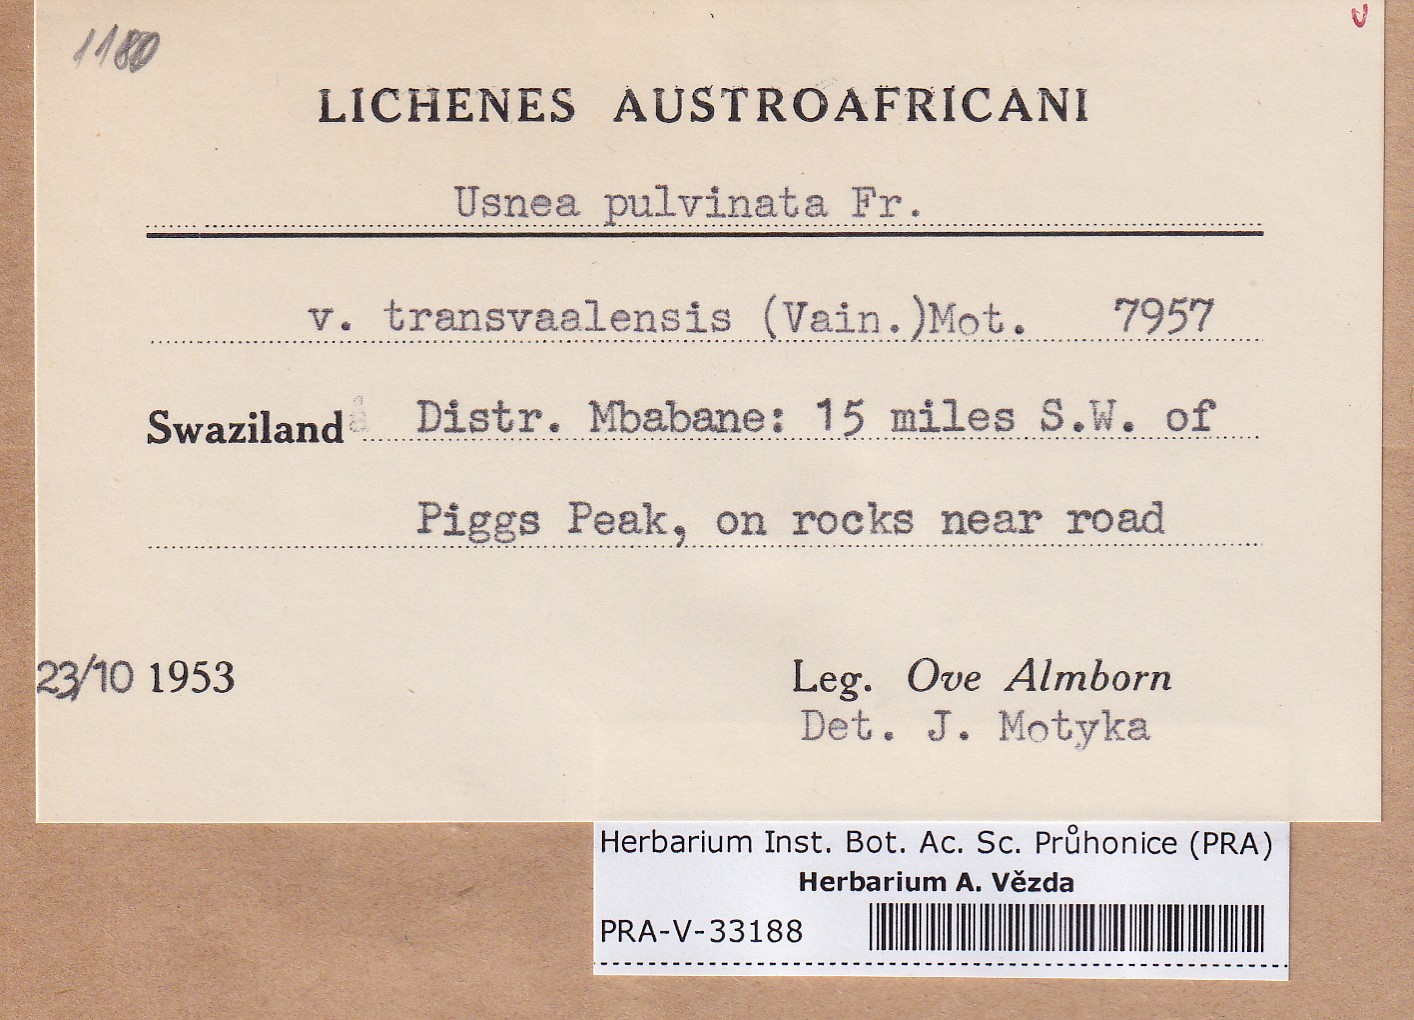 1180
LICHENES AUSTROAFRICANI
Usnea pulvinata Fr.
v. transvaalensis (Vain.)Mot. 7957
Swaziland Distr. Mbabane: 15 miles S.W. of
Piggs Peak, on rocks near road
23/10 1953
Leg. Ove Almborn
Det. J. Motyka
Herbarium Inst. Bot. Ac. Sc. Průhonice (PRA)
Herbarium A. Vězda
PRA-V-33188